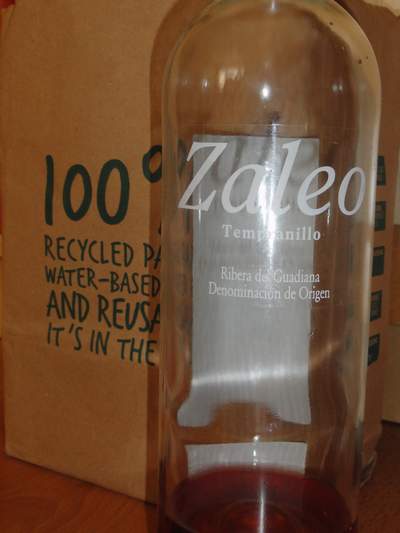 100%
RECYCLED PA
WATER-BASED
AND REUSA
IT'S IN THE
Zaleo
Tempranillo
Ribera del Guadiana
Denominación de Origen